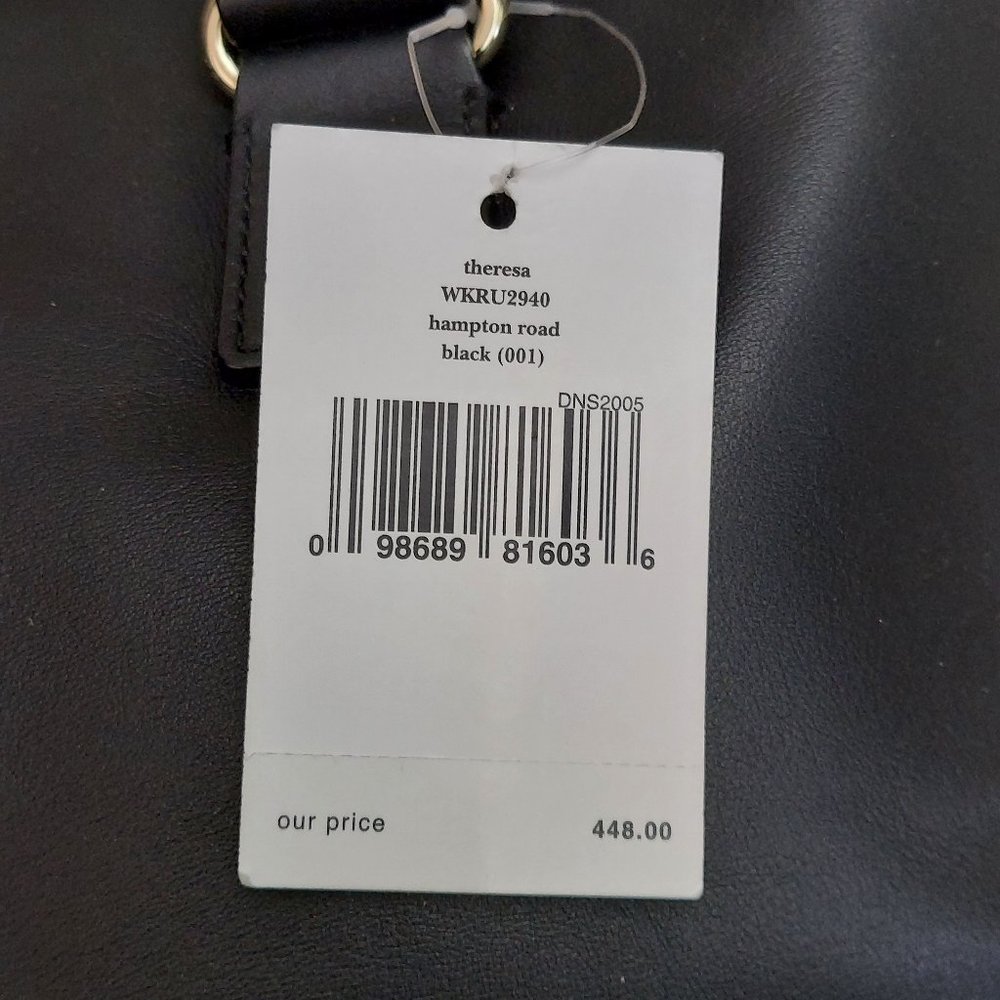 theresa
WKRU2940
hampton road
black (001)
DNS2005
0 98689 81603 6
our price 448.00